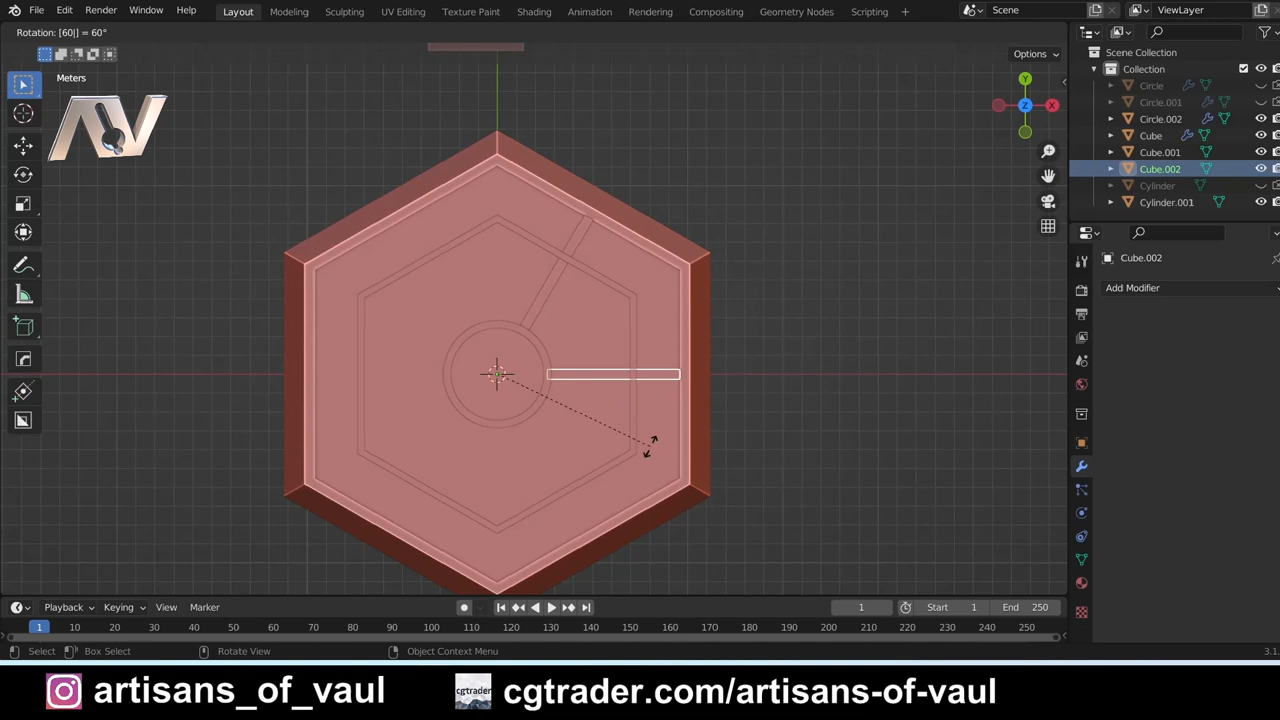 File Edit Render Window Help Layout Modeling Sculpting UV Editing Texture Paint Shading Animation Rendering Compositing Geometry Nodes Scripting + Scene ViewLayer
Rotation: [60|] = 60°
Options
Meters
AV
Y
Z
X
Scene Collection
Collection
Circle
Circle.001
Circle.002
Cube
Cube.001
Cube.002
Cylinder
Cylinder.001
Cube.002
Add Modifier
Playback Keying View Marker 1 Start 1 End 250
1 10 20 30 40 50 60 70 80 90 100 110 120 130 140 150 160 170 180 190 200 210 220 230 240 250
Select Box Select Rotate View Object Context Menu 3.1.
artisans_of_vaul cgtrader cgtrader.com/artisans-of-vaul